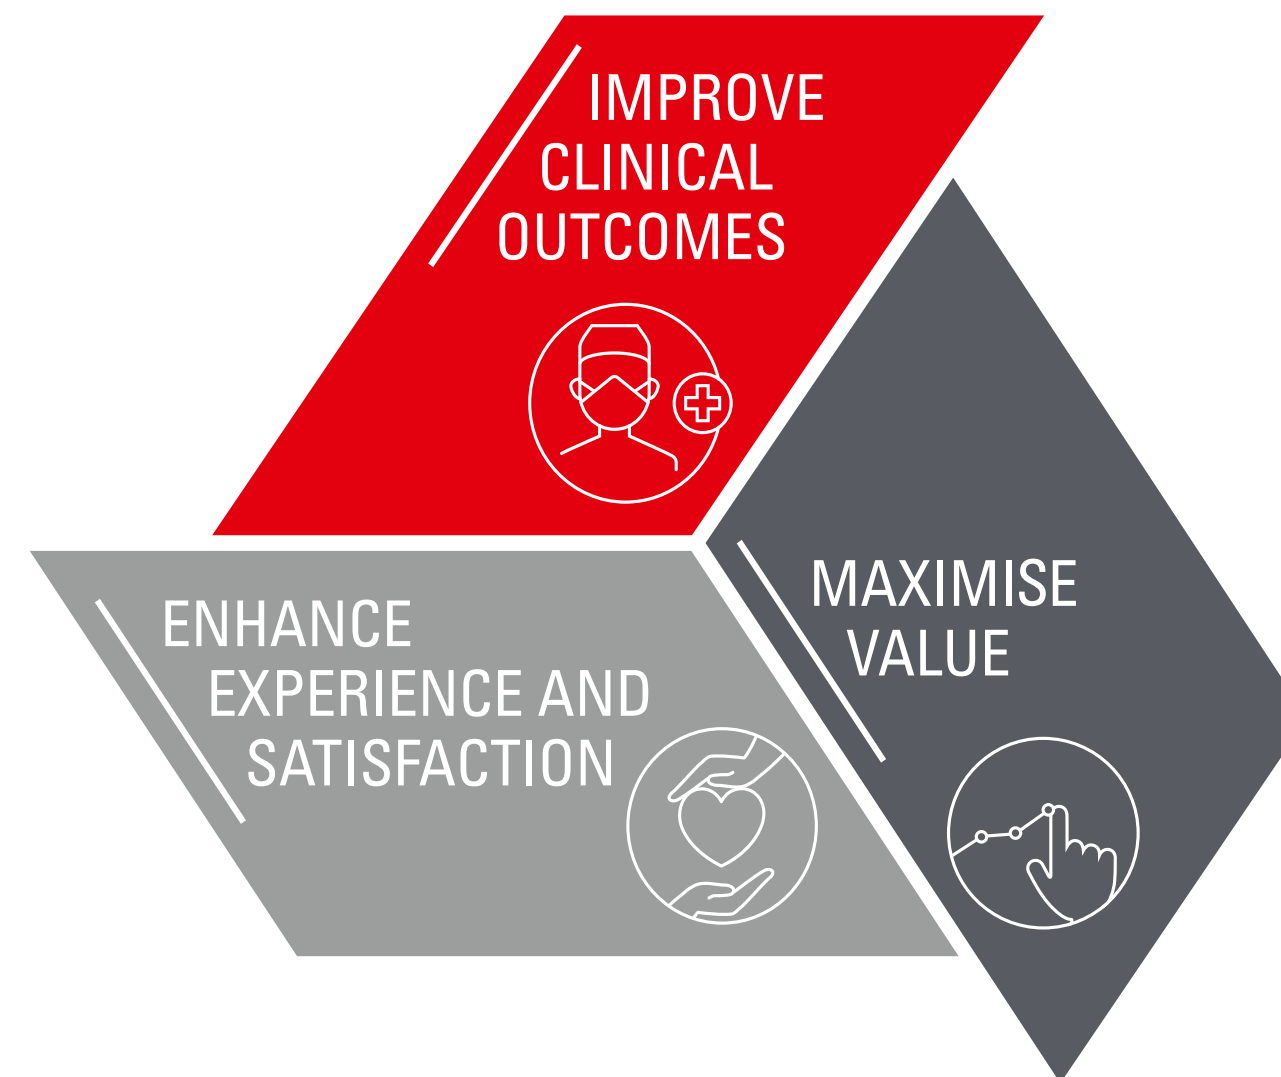 IMPROVE
CLINICAL
OUTCOMES
MAXIMISE
VALUE
ENHANCE
EXPERIENCE AND
SATISFACTION